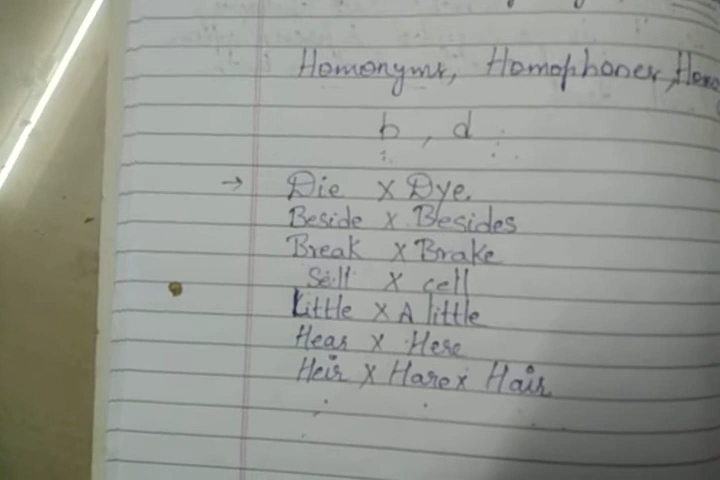 Homonyms, Homophones,
b, d
→ Die X Dye.
Beside X Besides
Break X Brake
Sell X cell
Little X A little
Hear X Here
Heir X Hare X Hair